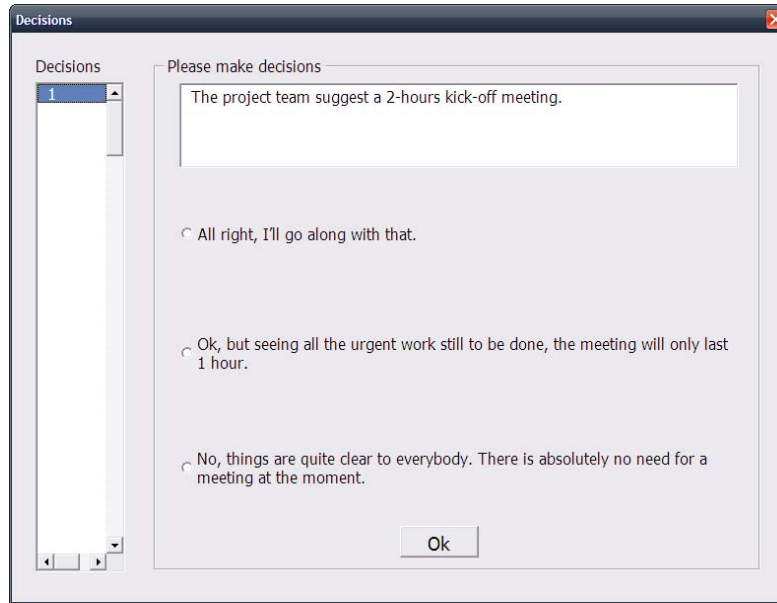 Decisions
Decisions
Please make decisions
1
The project team suggest a 2-hours kick-off meeting.
All right, I'll go along with that.
Ok, but seeing all the urgent work still to be done, the meeting will only last
1 hour.
No, things are quite clear to everybody. There is absolutely no need for a
meeting at the moment.
Ok